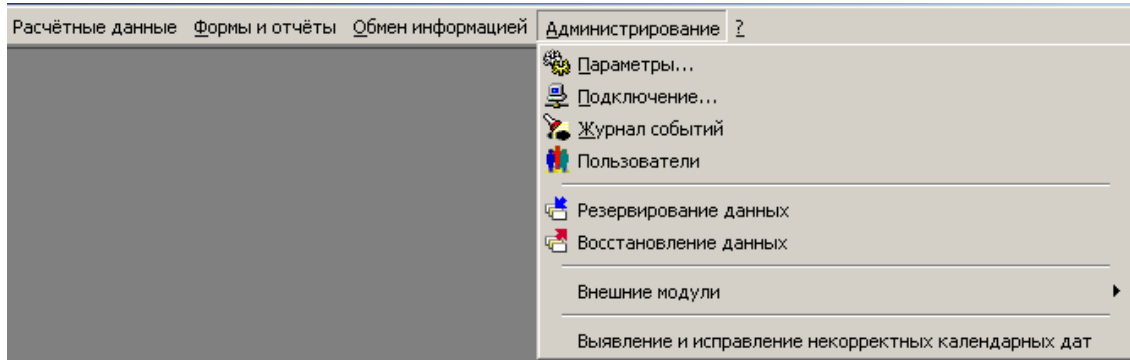 Расчётные данные Формы и отчёты Обмен информацией Администрирование ?
Параметры...
Подключение...
Журнал событий
Пользователи
Резервирование данных
Восстановление данных
Внешние модули
Выявление и исправление некорректных календарных дат